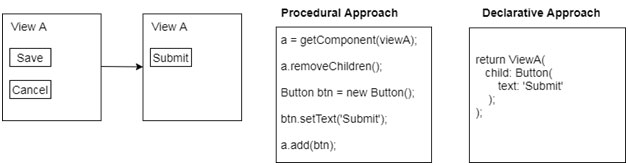 View A
Save
Cancel
View A
Submit
Procedural Approach
a = getComponent(viewA);
a.removeChildren();
Button btn = new Button();
btn.setText('Submit');
a.add(btn);
Declarative Approach
return ViewA(
child: Button(
text: 'Submit'
);
);